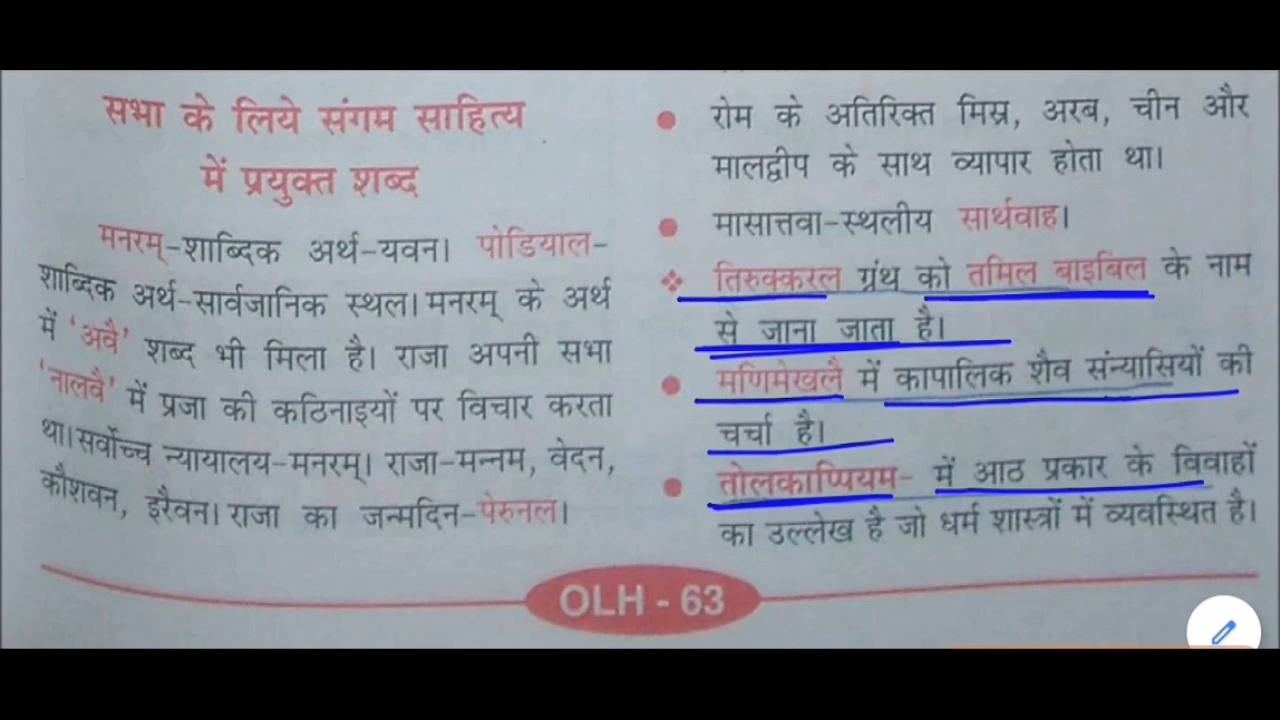 सभा के लिये संगम साहित्य
में प्रयुक्त शब्द
मनरम्-शाब्दिक अर्थ-यवन। पोडियाल-
शाब्दिक अर्थ-सार्वजानिक स्थल। मनरम् के अर्थ
में 'अवै' शब्द भी मिला है। राजा अपनी सभा
'नालवै' में प्रजा की कठिनाइयों पर विचार करता
था। सर्वोच्च न्यायालय-मनरम्। राजा-मन्नम, वेदन,
कौशवन, इरैवन। राजा का जन्मदिन-पेरुनल।
रोम के अतिरिक्त मिस्र, अरब, चीन और
मालद्वीप के साथ व्यापार होता था।
मासात्तवा-स्थलीय सार्थवाह।
तिरुक्करल ग्रंथ को तमिल बाइबिल के नाम
से जाना जाता है।
मणिमेखलै में कापालिक शैव संन्यासियों की
चर्चा है।
तोलकाप्पियम- में आठ प्रकार के विवाहों
का उल्लेख है जो धर्म शास्त्रों में व्यवस्थित है।
OLH - 63